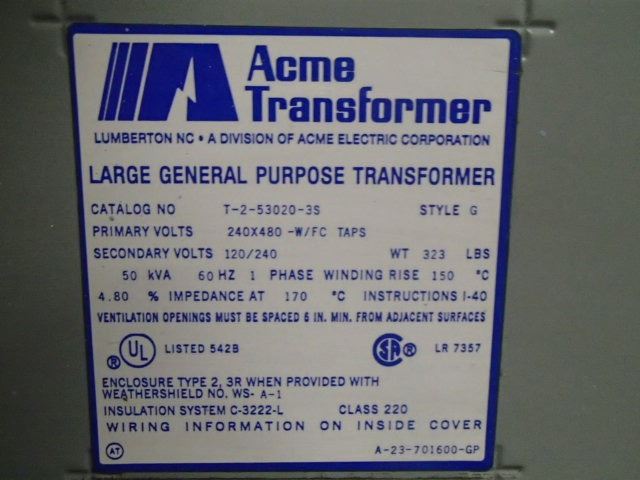 Acme
Transformer
LUMBERTON NC • A DIVISION OF ACME ELECTRIC CORPORATION
LARGE GENERAL PURPOSE TRANSFORMER
CATALOG NO T-2-53020-3S STYLE G
PRIMARY VOLTS 240X480 -W/FC TAPS
SECONDARY VOLTS 120/240 WT 323 LBS
50 kVA 60 HZ 1 PHASE WINDING RISE 150 °C
4.80 % IMPEDANCE AT 170 °C INSTRUCTIONS I-40
VENTILATION OPENINGS MUST BE SPACED 6 IN. MIN. FROM ADJACENT SURFACES
® UL LISTED 542B SA ® LR 7357
ENCLOSURE TYPE 2, 3R WHEN PROVIDED WITH
WEATHERSHIELD NO. WS- A-1
INSULATION SYSTEM C-3222-L CLASS 220
WIRING INFORMATION ON INSIDE COVER
AT A-23-701600-GP